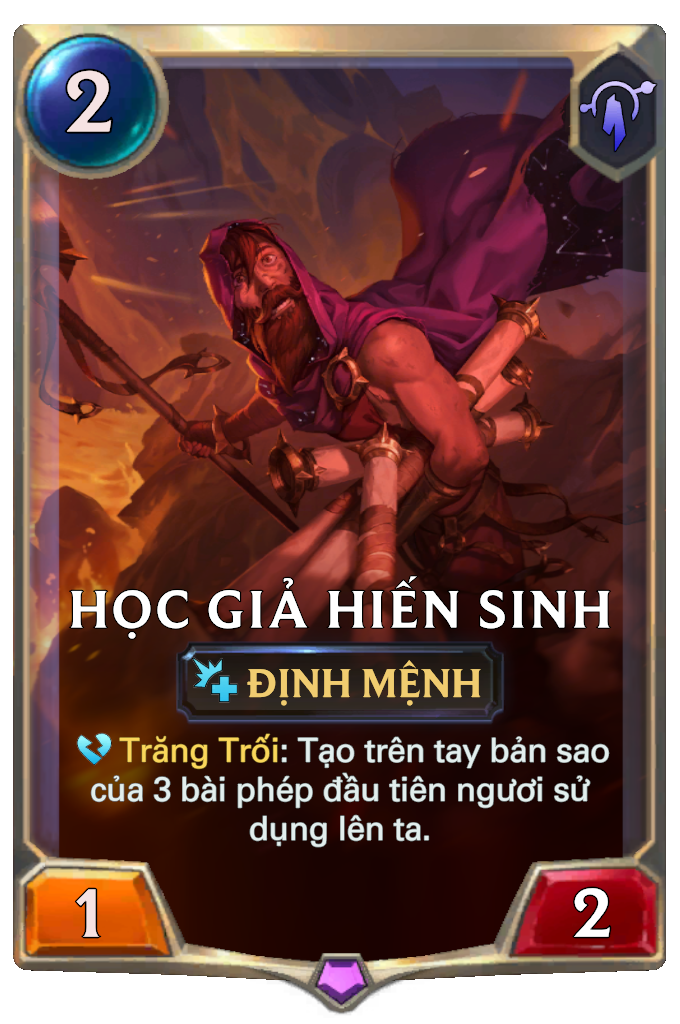 2
HỌC GIẢ HIẾN SINH
ĐỊNH MỆNH
Trăng Trối: Tạo trên tay bản sao
của 3 bài phép đầu tiên ngươi sử
dụng lên ta.
1
2